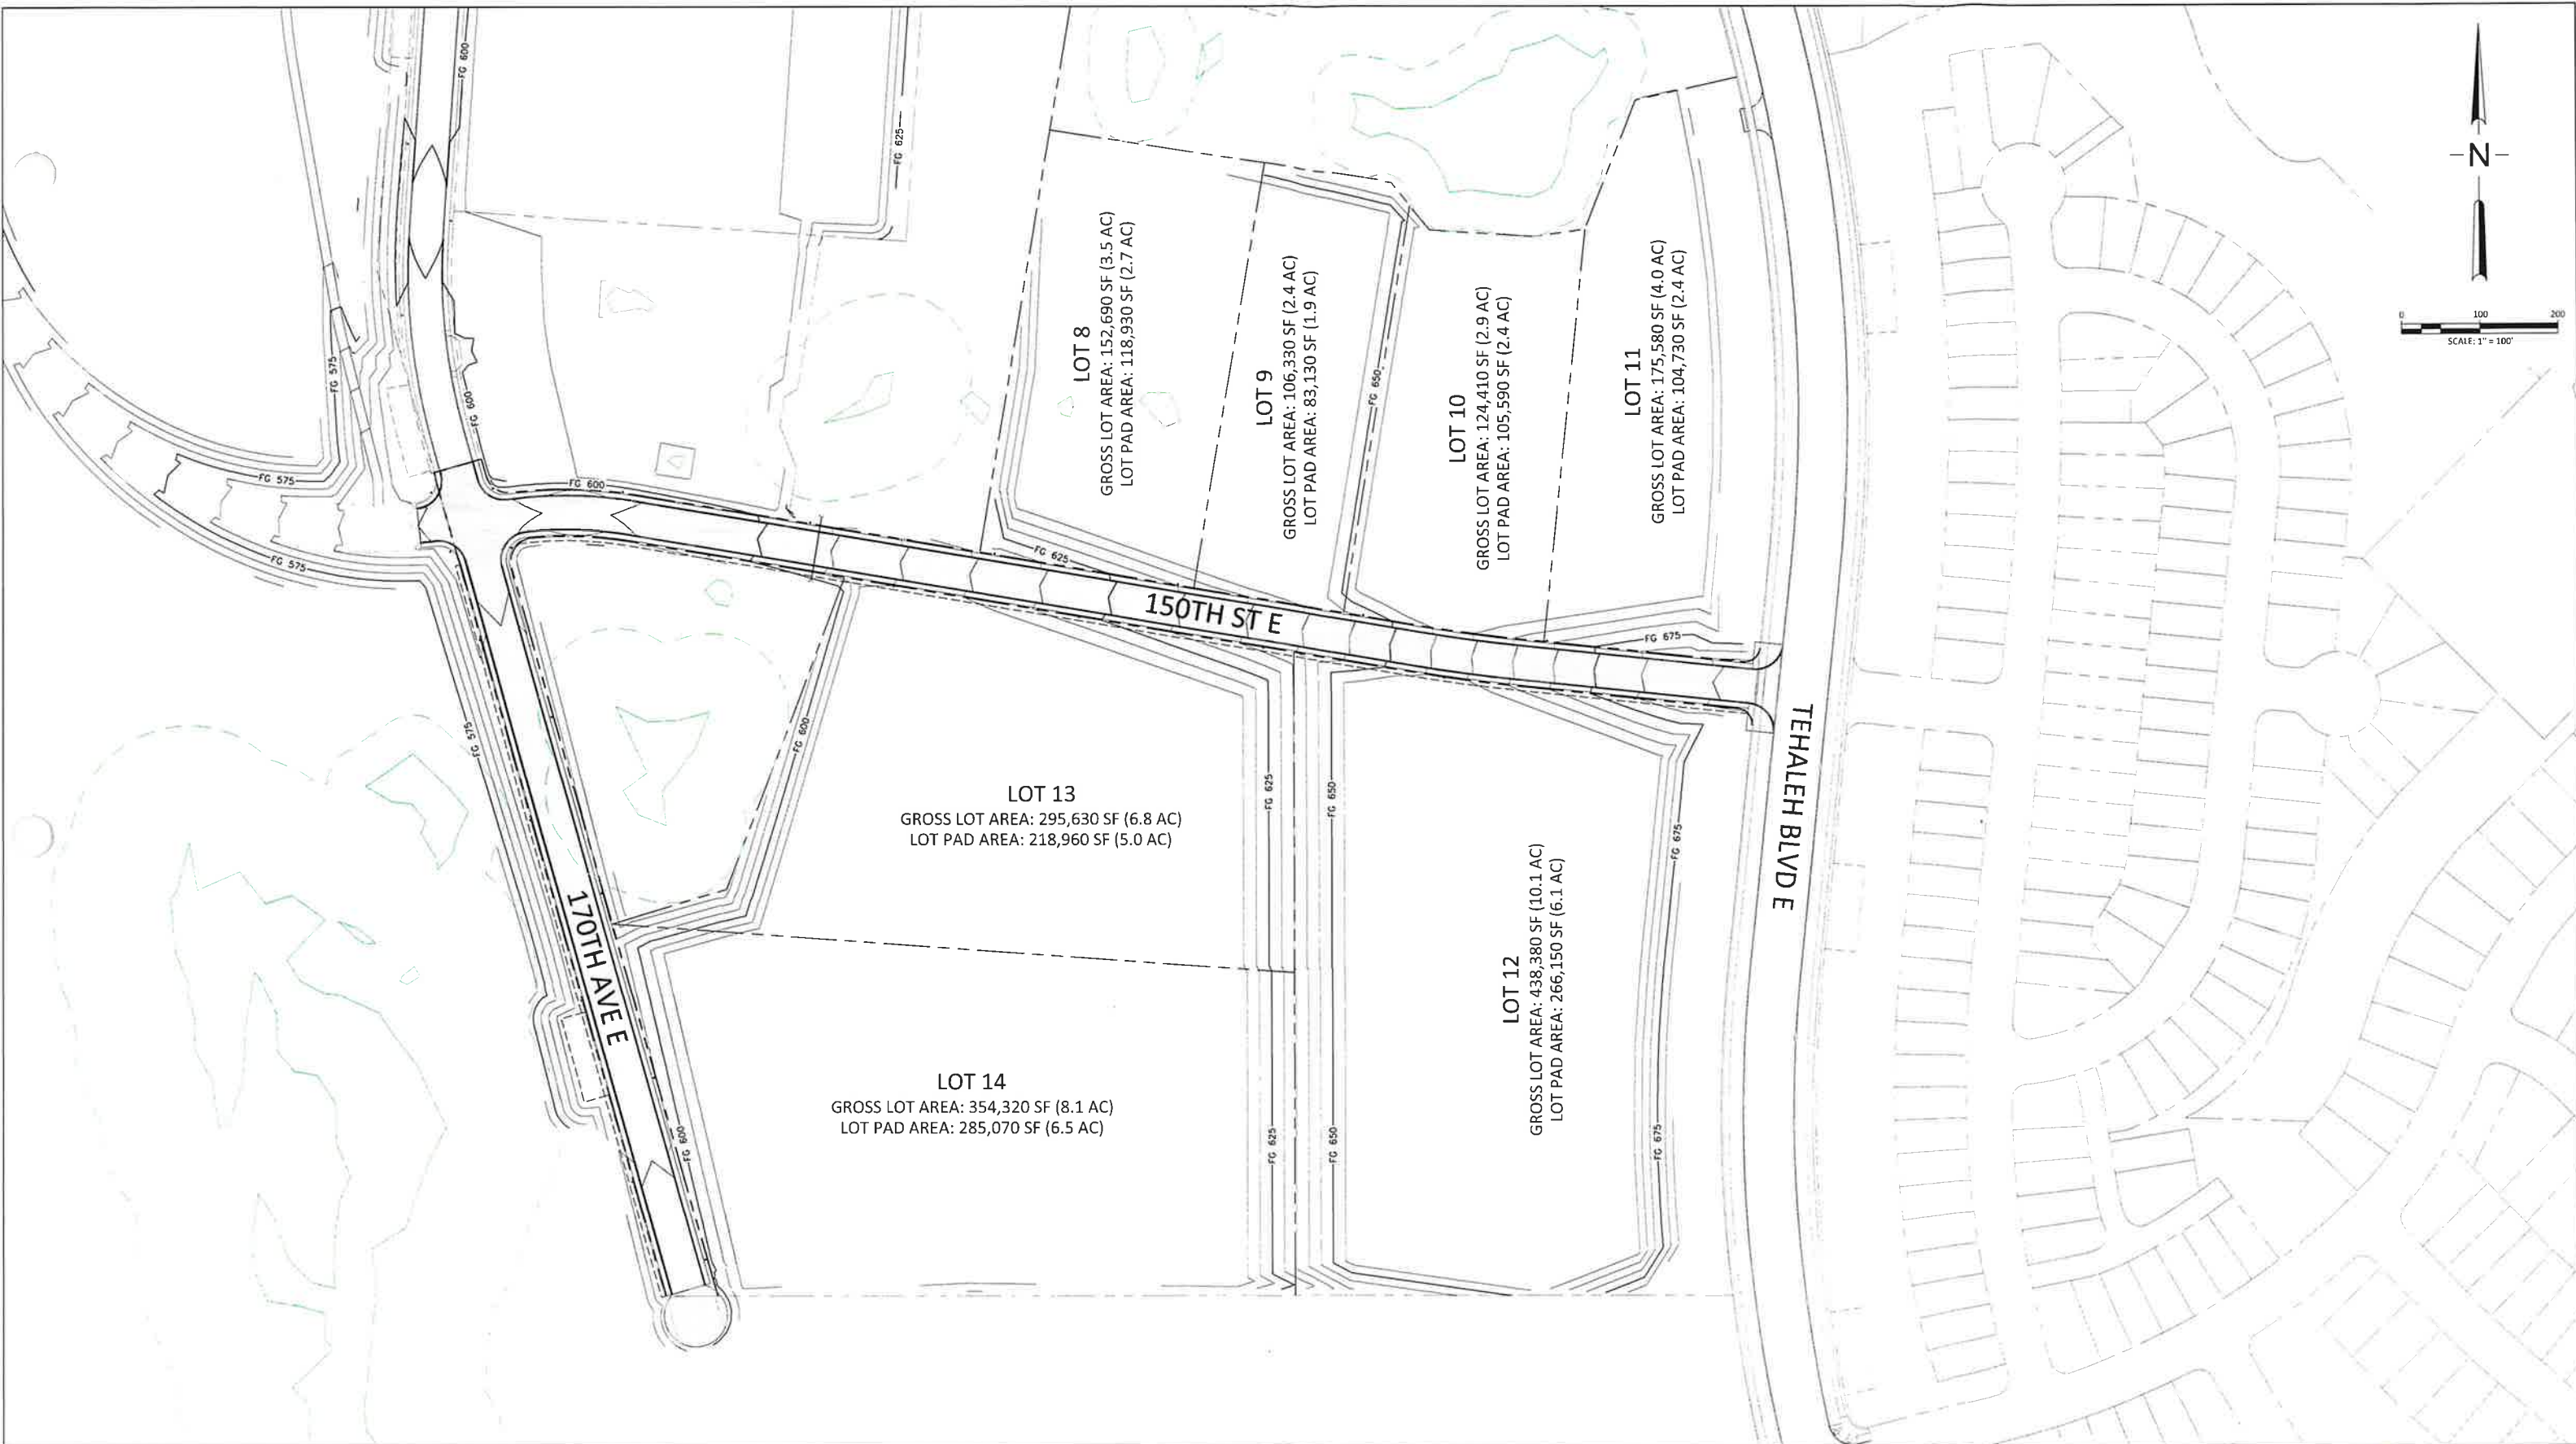 FG 600
FG 625
-N-
0 100 200
SCALE: 1" = 100'
FG 575
FG 600
FG 575
FG 600
FG 575
LOT 8
GROSS LOT AREA: 152,690 SF (3.5 AC)
LOT PAD AREA: 118,930 SF (2.7 AC)
LOT 9
GROSS LOT AREA: 106,330 SF (2.4 AC)
LOT PAD AREA: 83,130 SF (1.9 AC)
FG 650
LOT 10
GROSS LOT AREA: 124,410 SF (2.9 AC)
LOT PAD AREA: 105,590 SF (2.4 AC)
LOT 11
GROSS LOT AREA: 175,580 SF (4.0 AC)
LOT PAD AREA: 104,730 SF (2.4 AC)
FG 625
150TH ST E
FG 675
FG 575
FG 600
LOT 13
GROSS LOT AREA: 295,630 SF (6.8 AC)
LOT PAD AREA: 218,960 SF (5.0 AC)
FG 625
FG 650
FG 675
TEHALEH BLVD E
170TH AVE E
LOT 12
GROSS LOT AREA: 438,380 SF (10.1 AC)
LOT PAD AREA: 266,150 SF (6.1 AC)
LOT 14
GROSS LOT AREA: 354,320 SF (8.1 AC)
LOT PAD AREA: 285,070 SF (6.5 AC)
FG 600
FG 625
FG 650
FG 675